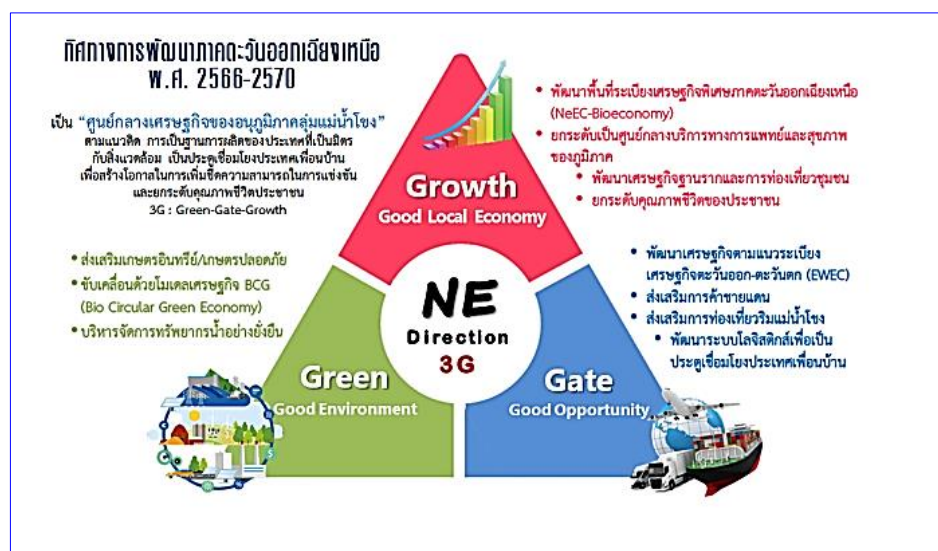 ทิศทางการพัฒนาภาคตะวันออกเฉียงเหนือ
พ.ศ. 2566-2570
เป็น “ศูนย์กลางเศรษฐกิจของอนุภูมิภาคลุ่มแม่น้ำโขง”
ตามแนวคิด การเป็นฐานการผลิตของประเทศที่เป็นมิตร
กับสิ่งแวดล้อม เป็นประตูเชื่อมโยงประเทศเพื่อนบ้าน
เพื่อสร้างโอกาสในการเพิ่มขีดความสามารถในการแข่งขัน
และยกระดับคุณภาพชีวิตประชาชน
3G : Green-Gate-Growth
• ส่งเสริมเกษตรอินทรีย์/เกษตรปลอดภัย
• ขับเคลื่อนด้วยโมเดลเศรษฐกิจ BCG
(Bio Circular Green Economy)
• บริหารจัดการทรัพยากรน้ำอย่างยั่งยืน
Growth
Good Local Economy
NE
Direction
3G
Green
Good Environment
Gate
Good Opportunity
• พัฒนาพื้นที่ระเบียงเศรษฐกิจพิเศษภาคตะวันออกเฉียงเหนือ
(NeEC-Bioeconomy)
• ยกระดับเป็นศูนย์กลางบริการทางการแพทย์และสุขภาพ
ของภูมิภาค
• พัฒนาเศรษฐกิจฐานรากและการท่องเที่ยวชุมชน
• ยกระดับคุณภาพชีวิตของประชาชน
• พัฒนาเศรษฐกิจตามแนวระเบียง
เศรษฐกิจตะวันออก-ตะวันตก (EWEC)
• ส่งเสริมการค้าชายแดน
• ส่งเสริมการท่องเที่ยวริมแม่น้ำโขง
• พัฒนาระบบโลจิสติกส์เพื่อเป็น
ประตูเชื่อมโยงประเทศเพื่อนบ้าน